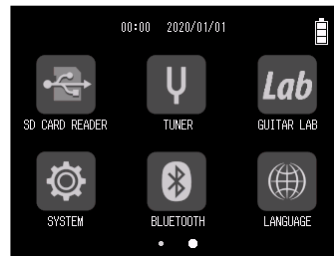 00:00 2020/01/01
Lab
SD CARD READER TUNER GUITAR LAB
SYSTEM BLUETOOTH LANGUAGE